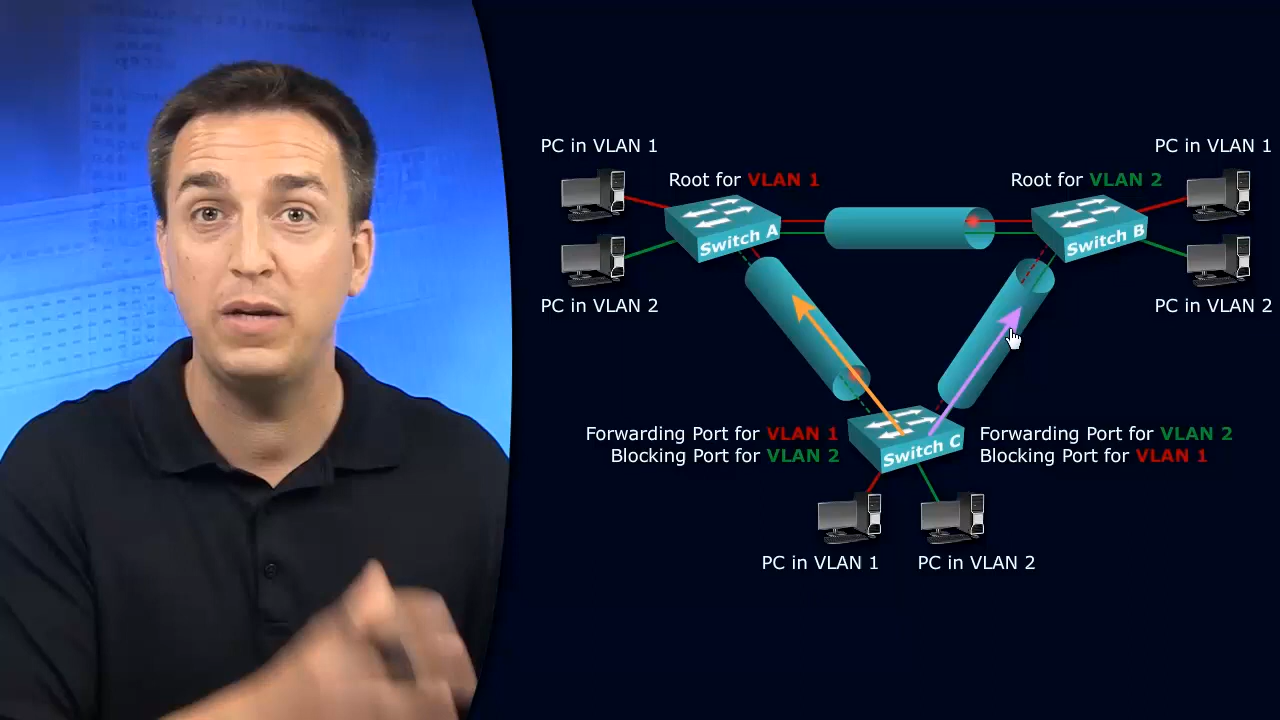 PC in VLAN 1
PC in VLAN 1
Root for VLAN 1
Root for VLAN 2
Switch A
Switch B
PC in VLAN 2
PC in VLAN 2
Forwarding Port for VLAN 1
Blocking Port for VLAN 2
Switch C
Forwarding Port for VLAN 2
Blocking Port for VLAN 1
PC in VLAN 1
PC in VLAN 2